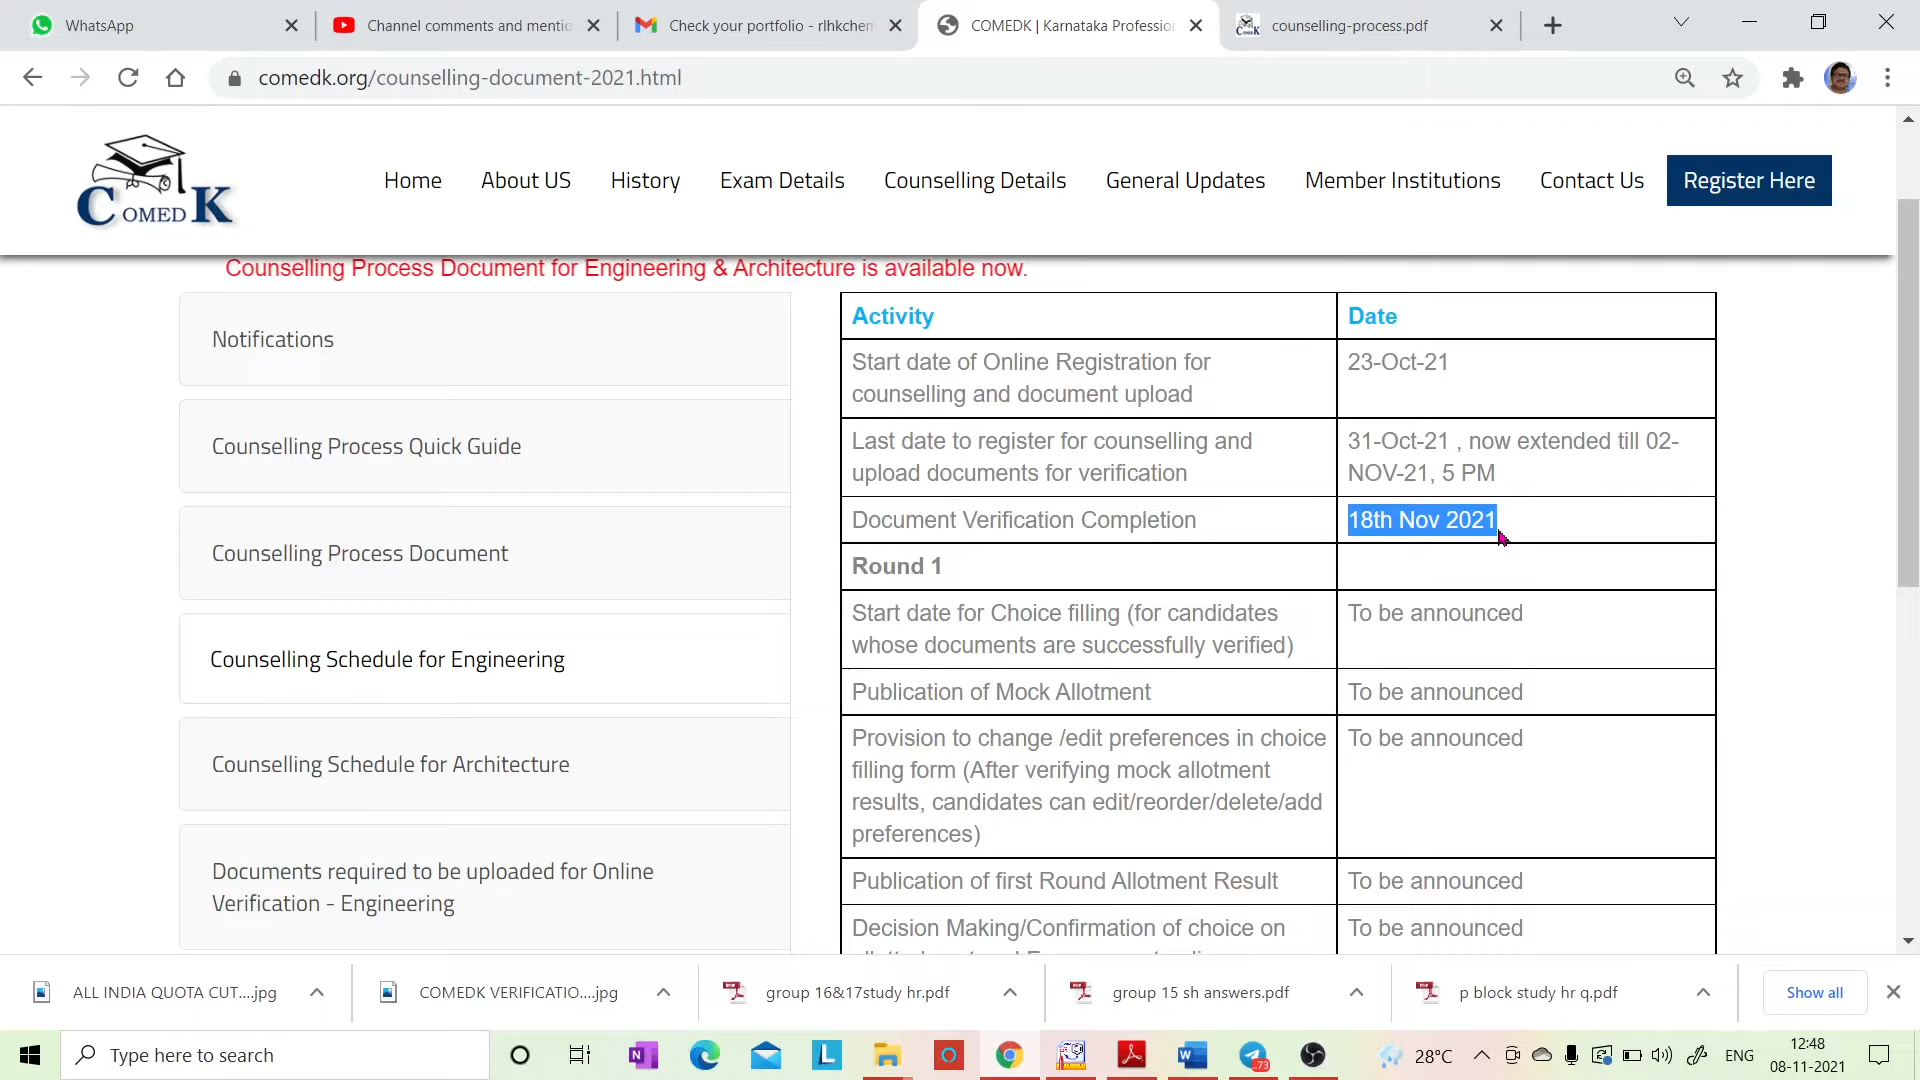 WhatsApp
Channel comments and mentio
Check your portfolio - rlhkchem
COMEDK | Karnataka Profession
counselling-process.pdf
comedk.org/counselling-document-2021.html
COMEDK
Home
About US
History
Exam Details
Counselling Details
General Updates
Member Institutions
Contact Us
Register Here
Counselling Process Document for Engineering & Architecture is available now.
Notifications
Counselling Process Quick Guide
Counselling Process Document
Counselling Schedule for Engineering
Counselling Schedule for Architecture
Documents required to be uploaded for Online
Verification - Engineering
Activity
Date
Start date of Online Registration for
counselling and document upload
23-Oct-21
Last date to register for counselling and
upload documents for verification
31-Oct-21 , now extended till 02-
NOV-21, 5 PM
Document Verification Completion
18th Nov 2021
Round 1
Start date for Choice filling (for candidates
whose documents are successfully verified)
To be announced
Publication of Mock Allotment
To be announced
Provision to change /edit preferences in choice
filling form (After verifying mock allotment
results, candidates can edit/reorder/delete/add
preferences)
To be announced
Publication of first Round Allotment Result
To be announced
Decision Making/Confirmation of choice on
To be announced
ALL INDIA QUOTA CUT....jpg
COMEDK VERIFICATIO....jpg
group 16&17study hr.pdf
group 15 sh answers.pdf
p block study hr q.pdf
Show all
Type here to search
28°C
ENG
12:48
08-11-2021